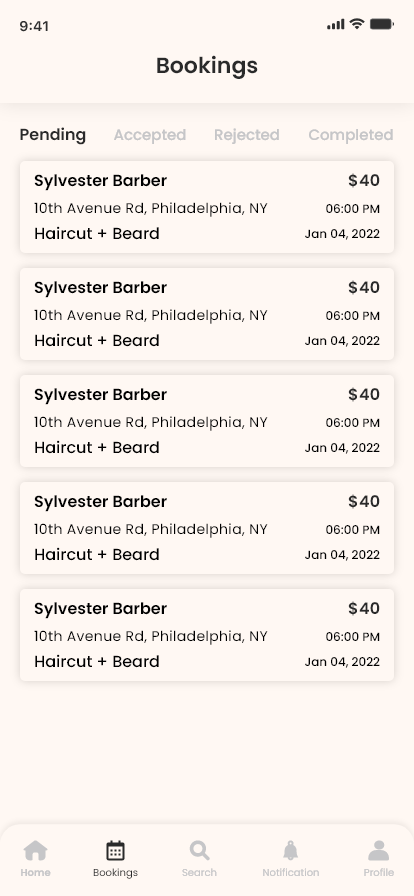 9:41
Bookings
Pending Accepted Rejected Completed
Sylvester Barber $40
10th Avenue Rd, Philadelphia, NY 06:00 PM
Haircut + Beard Jan 04, 2022
Sylvester Barber $40
10th Avenue Rd, Philadelphia, NY 06:00 PM
Haircut + Beard Jan 04, 2022
Sylvester Barber $40
10th Avenue Rd, Philadelphia, NY 06:00 PM
Haircut + Beard Jan 04, 2022
Sylvester Barber $40
10th Avenue Rd, Philadelphia, NY 06:00 PM
Haircut + Beard Jan 04, 2022
Sylvester Barber $40
10th Avenue Rd, Philadelphia, NY 06:00 PM
Haircut + Beard Jan 04, 2022
Home Bookings Search Notification Profile